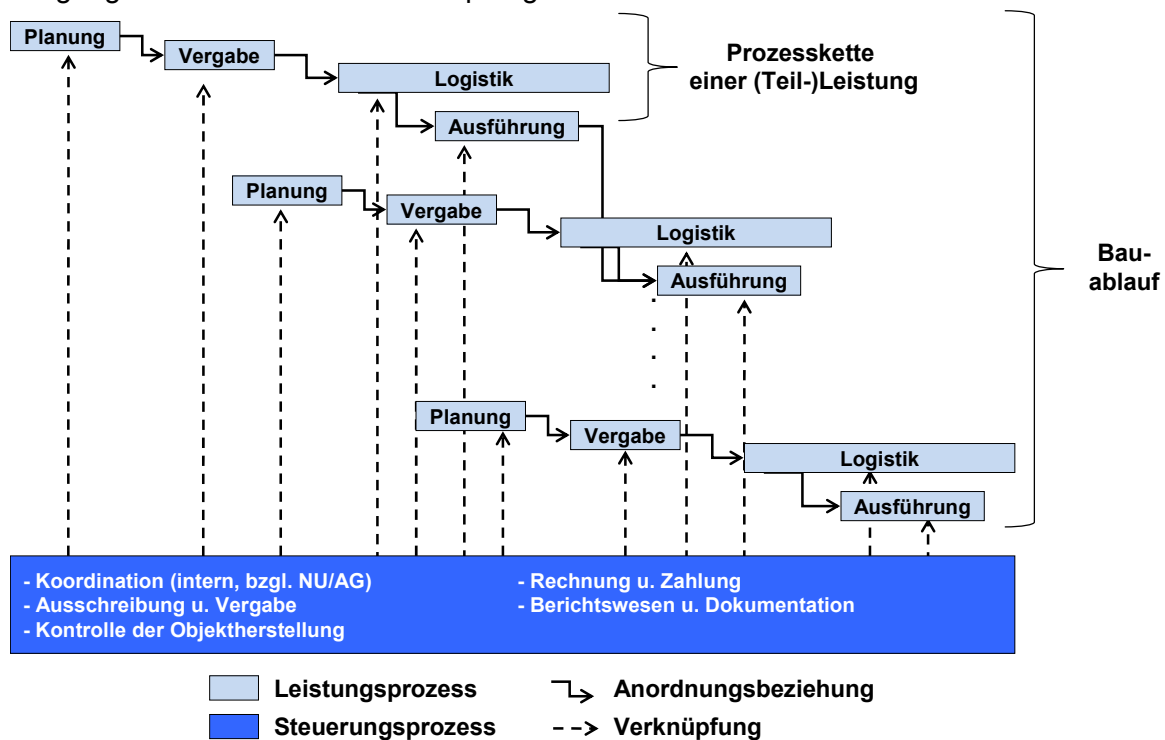 Planung
Vergabe
Logistik
Ausführung
Prozesskette
einer (Teil-)Leistung
Planung
Vergabe
Logistik
Ausführung
Bau-
ablauf
.
.
.
.
Planung
Vergabe
Logistik
Ausführung
- Koordination (intern, bzgl. NU/AG)
- Ausschreibung u. Vergabe
- Kontrolle der Objektherstellung
- Rechnung u. Zahlung
- Berichtswesen u. Dokumentation
Leistungsprozess
Anordnungsbeziehung
Steuerungsprozess
Verknüpfung